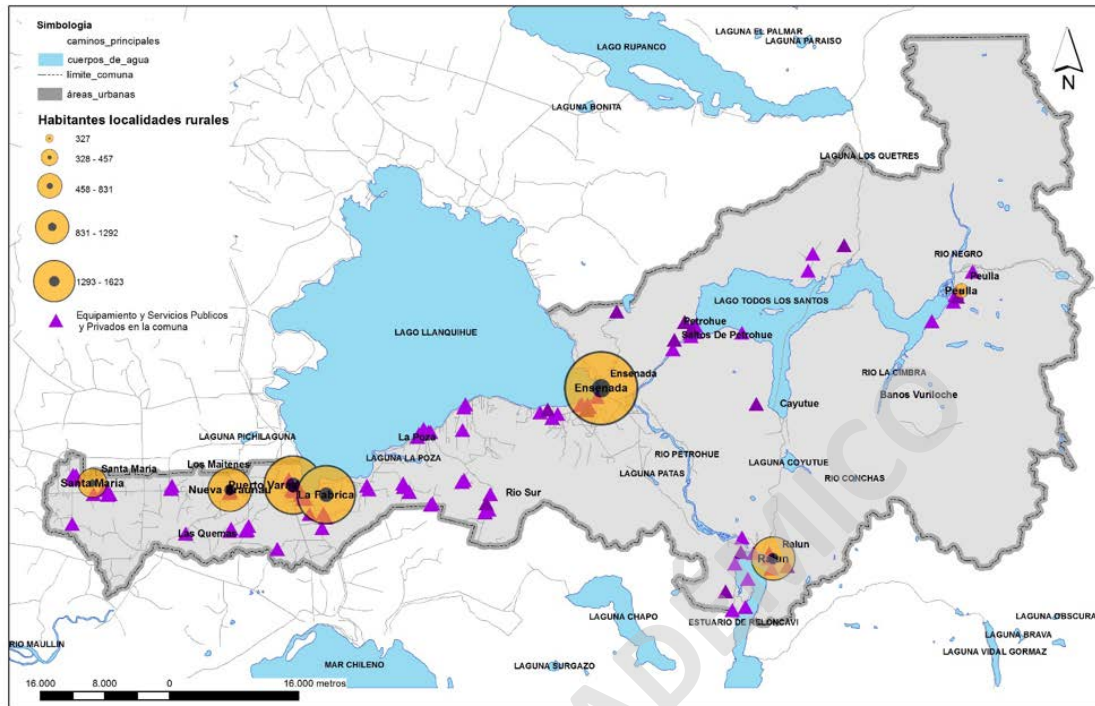 Simbología
caminos_principales
cuerpos_de_agua
límite_comuna
áreas_urbanas
Habitantes localidades rurales
327
328 - 457
458 - 831
831 - 1292
1293 - 1623
Equipamiento y Servicios Publicos
y Privados en la comuna
N
LAGUNA EL PALMAR
LAGUNA PARAISO
LAGO RUPANCO
LAGUNA BONITA
LAGUNA LOS QUETRES
RIO NEGRO
Peulla
Peulla
LAGO TODOS LOS SANTOS
LAGO LLANQUIHUE
Petrohue
Saltos De Petrohue
Ensenada
Ensenada
RIO LA CIMBRA
Banos Vuriloche
Cayutue
LAGUNA PICHILAGUNA
La Poza
LAGUNA LA POZA
RIO PETROHUE
LAGUNA PATAS
LAGUNA COYUTUE
RIO CONCHAS
Santa Maria
Santa Maria
Los Maitenes
Nueva Braunau
Puerto Varas
La Fabrica
Rio Sur
Las Quemas
Ralun
Ralun
ESTUARIO DE RELONCAVI
LAGUNA CHAPO
LAGUNA OBSCURA
LAGUNA BRAVA
LAGUNA VIDAL GORMAZ
RIO MAULLIN
MAR CHILENO
LAGUNA SURGAZO
16.000 8.000 0 16.000 metros